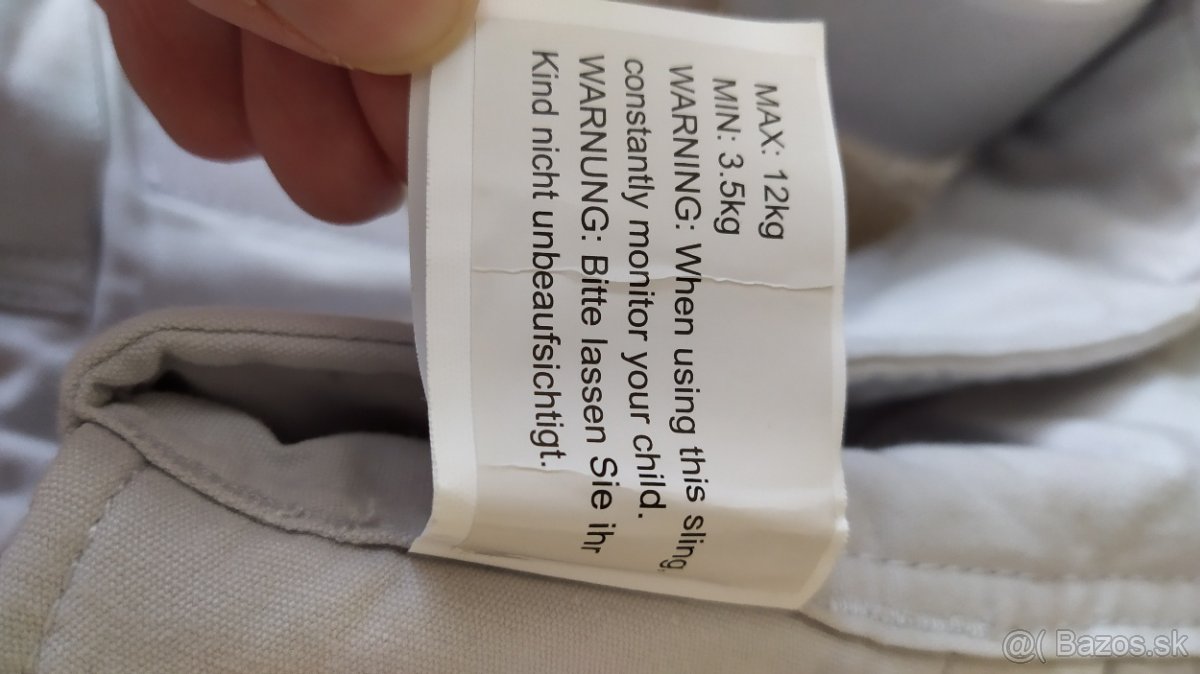 MAX: 12kg
MIN: 3.5kg
WARNING: When using this sling,
constantly monitor your child.
WARNUNG: Bitte lassen Sie ihr
Kind nicht unbeaufsichtigt.
@( Bazos.sk